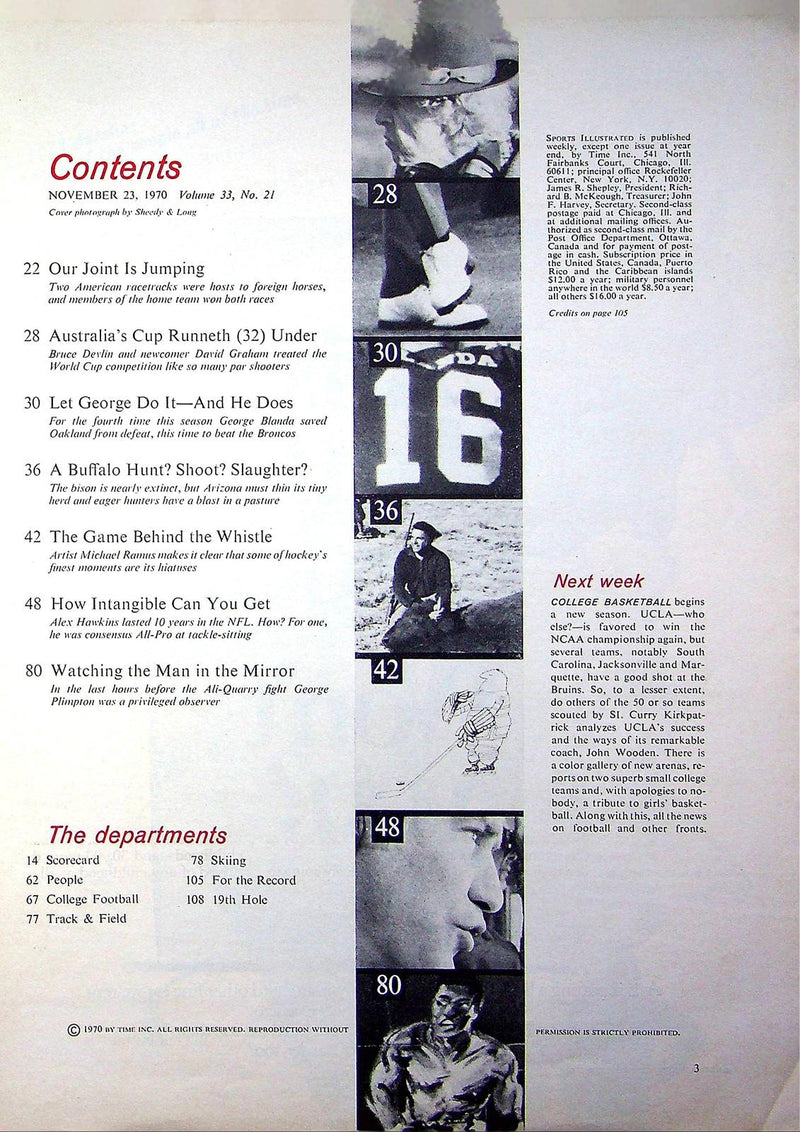 Contents
NOVEMBER 23, 1970 Volume 33, No. 21
Cover photograph by Sheedy & Long
22 Our Joint Is Jumping
Two American racetracks were hosts to foreign horses,
and members of the home team won both races
28 Australia's Cup Runneth (32) Under
Bruce Devlin and newcomer David Graham treated the
World Cup competition like so many par shooters
30 Let George Do It—And He Does
For the fourth time this season George Blanda saved
Oakland from defeat, this time to beat the Broncos
36 A Buffalo Hunt? Shoot? Slaughter?
The bison is nearly extinct, but Arizona must thin its tiny
herd and eager hunters have a blast in a pasture
42 The Game Behind the Whistle
Artist Michael Ramus makes it clear that some of hockey's
finest moments are its hiatuses
48 How Intangible Can You Get
Alex Hawkins lasted 10 years in the NFL. How? For one,
he was consensus All-Pro at tackle-sitting
80 Watching the Man in the Mirror
In the last hours before the Ali-Quarry fight George
Plimpton was a privileged observer
The departments
14 Scorecard
62 People
67 College Football
77 Track & Field
78 Skiing
105 For the Record
108 19th Hole
28
30
DA
16
36
42
48
80
SPORTS ILLUSTRATED is published
weekly, except one issue at year
end, by Time Inc., 541 North
Fairbanks Court, Chicago, Ill.
60611; principal office Rockefeller
Center, New York, N.Y. 10020;
James R. Shepley, President; Rich-
ard B. McKeough, Treasurer; John
F. Harvey, Secretary. Second-class
postage paid at Chicago, Ill. and
at additional mailing offices. Au-
thorized as second-class mail by the
Post Office Department, Ottawa,
Canada and for payment of post-
age in cash. Subscription price in
the United States, Canada, Puerto
Rico and the Caribbean islands
$12.00 a year; military personnel
anywhere in the world $8.50 a year;
all others $16.00 a year.
Credits on page 105
Next week
COLLEGE BASKETBALL begins
a new season. UCLA—who
else?—is favored to win the
NCAA championship again, but
several teams, notably South
Carolina, Jacksonville and Mar-
quette, have a good shot at the
Bruins. So, to a lesser extent,
do others of the 50 or so teams
scouted by SI. Curry Kirkpat-
rick analyzes UCLA's success
and the ways of its remarkable
coach, John Wooden. There is
a color gallery of new arenas, re-
ports on two superb small college
teams and, with apologies to no-
body, a tribute to girls' basket-
ball. Along with this, all the news
on football and other fronts.
© 1970 BY TIME INC. ALL RIGHTS RESERVED. REPRODUCTION WITHOUT PERMISSION IS STRICTLY PROHIBITED.
3